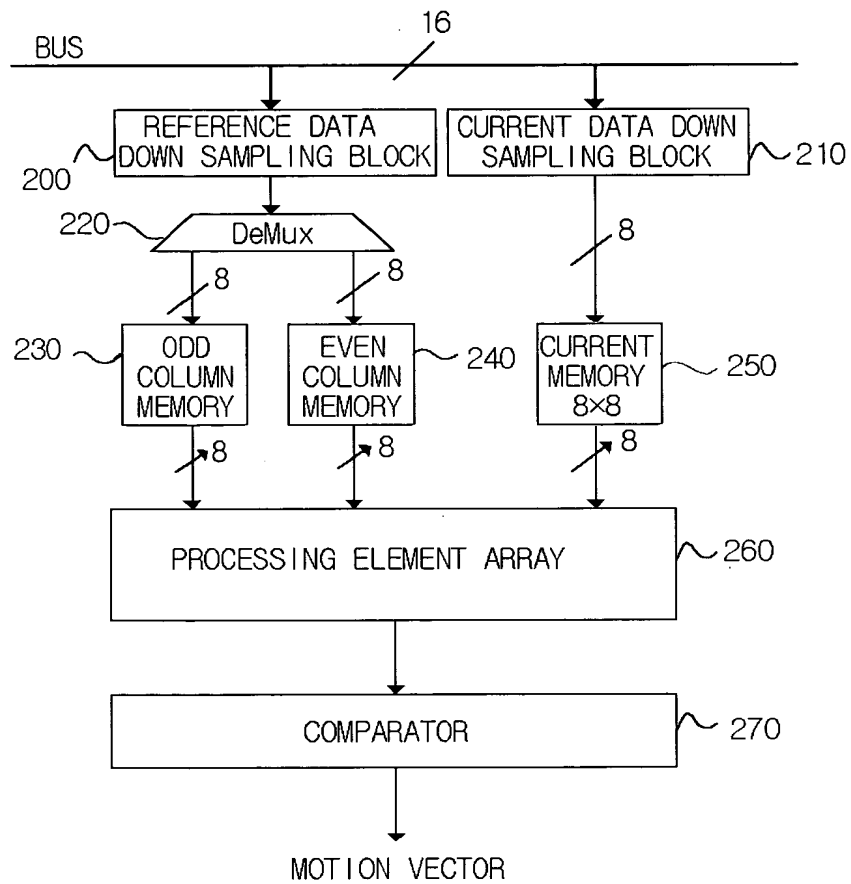 16
BUS
REFERENCE DATA
DOWN SAMPLING BLOCK
CURRENT DATA DOWN
SAMPLING BLOCK
200
210
220
DeMux
8
8
8
230
ODD
COLUMN
MEMORY
EVEN
COLUMN
MEMORY
240
CURRENT
MEMORY
8×8
250
8
8
8
PROCESSING ELEMENT ARRAY
260
COMPARATOR
270
MOTION VECTOR